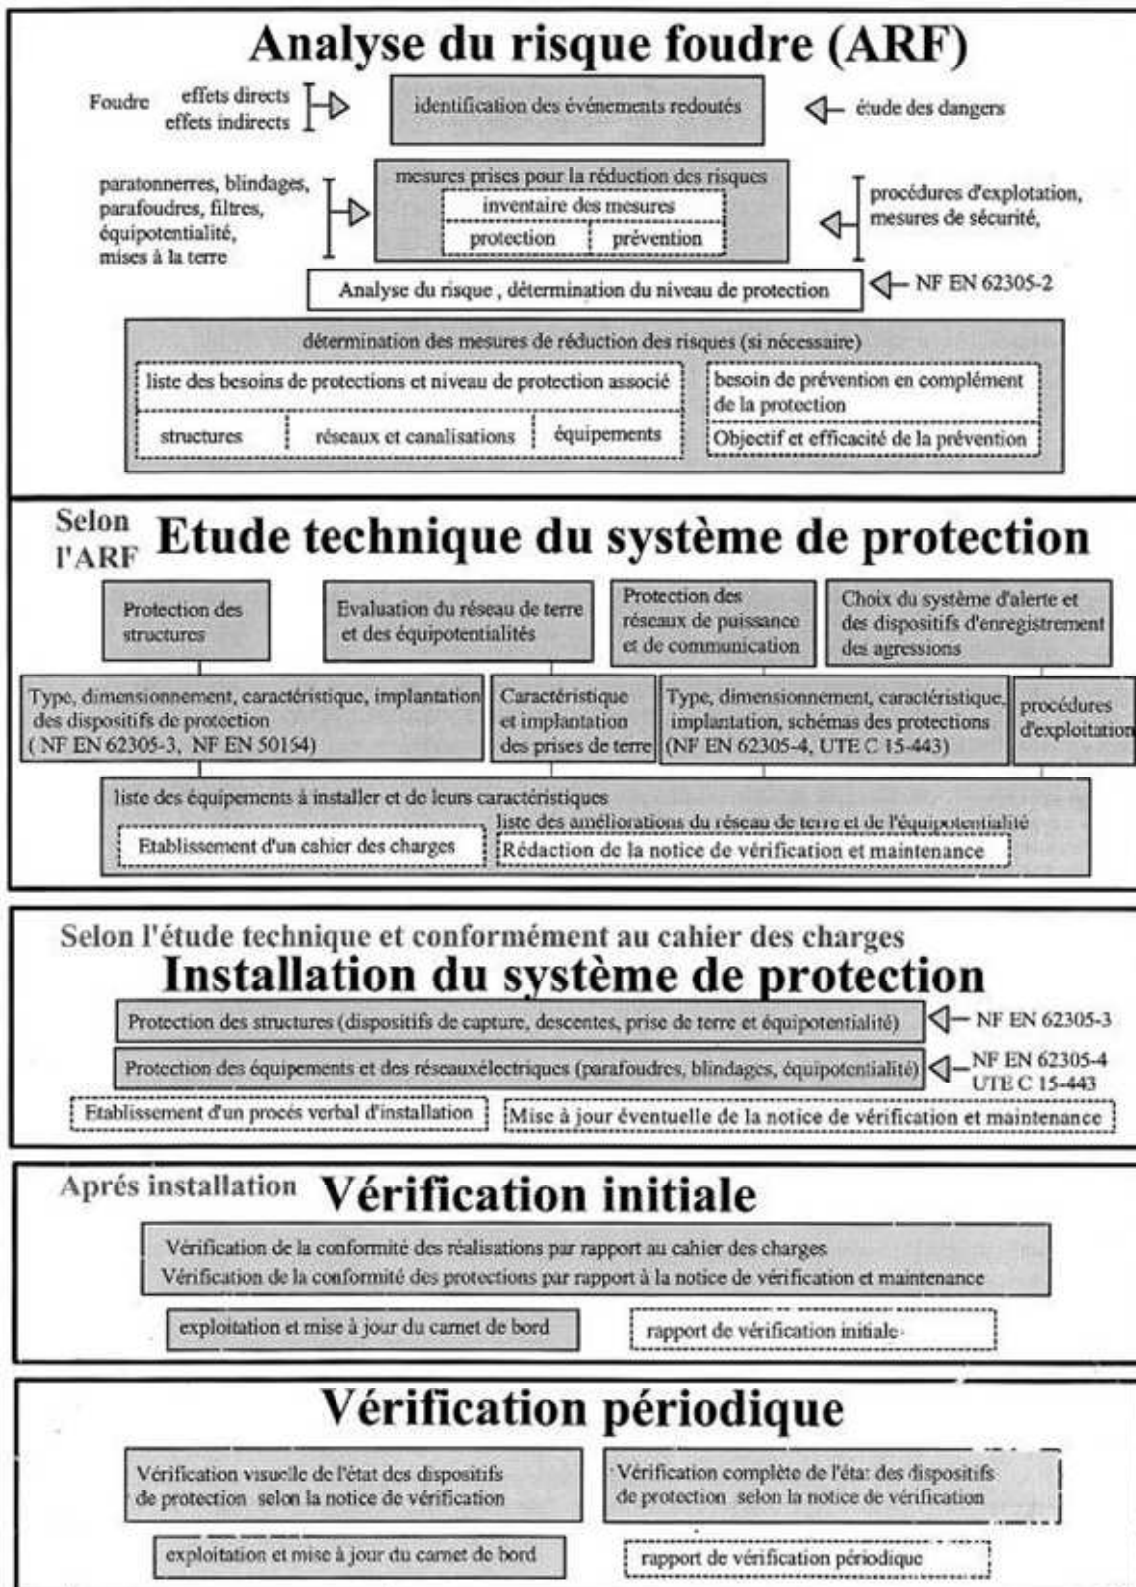 Analyse du risque foudre (ARF)
Foudre
effets directs
effets indirects
identification des événements redoutés
étude des dangers
paratonnerres, blindages,
parafoudres, filtres,
équipotentialité,
mises à la terre
mesures prises pour la réduction des risques
inventaire des mesures
protection
prévention
procédures d'explotation,
mesures de sécurité,
Analyse du risque , détermination du niveau de protection
NF EN 62305-2
détermination des mesures de réduction des risques (si nécessaire)
liste des besoins de protections et niveau de protection associé
structures
réseaux et canalisations
équipements
besoin de prévention en complément
de la protection
Objectif et efficacité de la prévention
Selon
l'ARF
Etude technique du système de protection
Protection des
structures
Evaluation du réseau de terre
et des équipotentialités
Protection des
réseaux de puissance
et de communication
Choix du système d'alerte et
des dispositifs d'enregistrement
des agressions
Type, dimensionnement, caractéristique, implantation
des dispositifs de protection
( NF EN 62305-3, NF EN 50164)
Caractéristique
et implantation
des prises de terre
Type, dimensionnement, caractéristique,
implantation, schémas des protections
(NF EN 62305-4, UTE C 15-443)
procédures
d'exploitation
liste des équipements à installer et de leurs caractéristiques
liste des améliorations du réseau de terre et de l'équipotentialité
Etablissement d'un cahier des charges
Rédaction de la notice de vérification et maintenance
Selon l'étude technique et conformément au cahier des charges
Installation du système de protection
Protection des structures (dispositifs de capture, descentes, prise de terre et équipotentialité)
NF EN 62305-3
Protection des équipements et des réseauxélectriques (parafoudres, blindages, équipotentialité)
NF EN 62305-4
UTE C 15-443
Etablissement d'un procés verbal d'installation
Mise à jour éventuelle de la notice de vérification et maintenance
Aprés installation
Vérification initiale
Vérification de la conformité des réalisations par rapport au cahier des charges
Vérification de la conformité des protections par rapport à la notice de vérification et maintenance
exploitation et mise à jour du carnet de bord
rapport de vérification initiale
Vérification périodique
Vérification visuelle de l'état des dispositifs
de protection selon la notice de vérification
Vérification complète de l'état des dispositifs
de protection selon la notice de vérification
exploitation et mise à jour du carnet de bord
rapport de vérification périodique